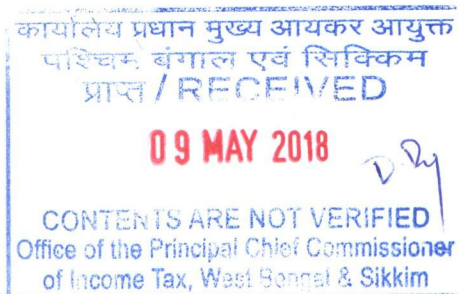 कार्यालय प्रधान मुख्य आयकर आयुक्त
पश्चिम बंगाल एवं सिक्किम
प्राप्त / RECEIVED
09 MAY 2018
CONTENTS ARE NOT VERIFIED
Office of the Principal Chief Commissioner
of Income Tax, West Bengal & Sikkim